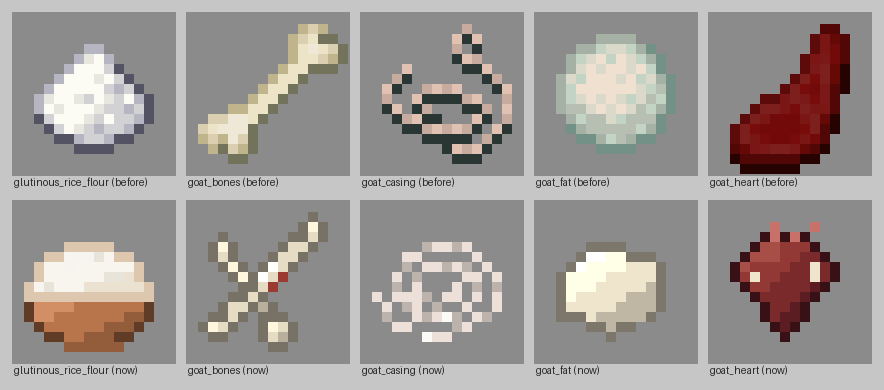 glutinous_rice_flour (before)
goat_bones (before)
goat_casing (before)
goat_fat (before)
goat_heart (before)
glutinous_rice_flour (now)
goat_bones (now)
goat_casing (now)
goat_fat (now)
goat_heart (now)